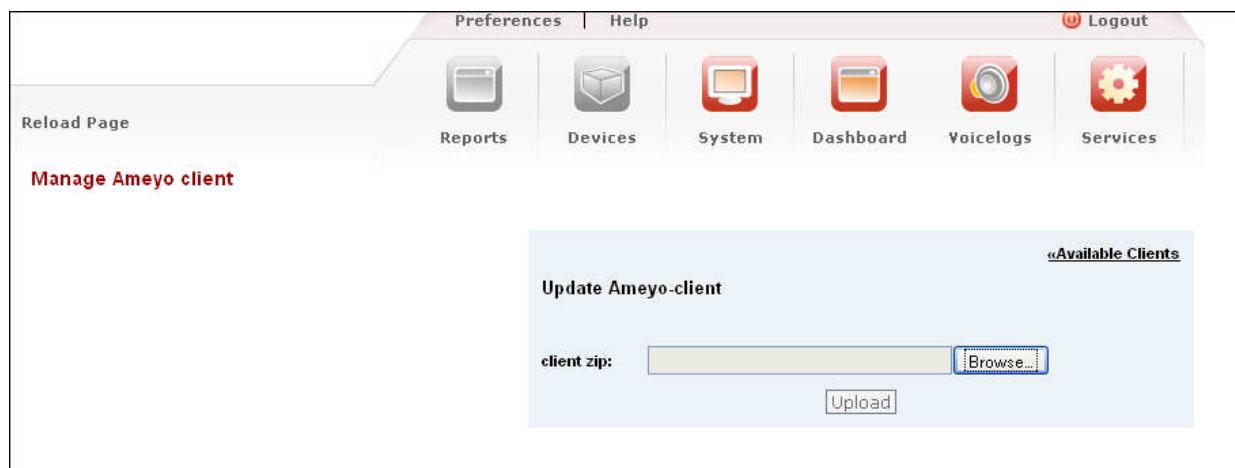 Preferences | Help Logout
Reports Devices System Dashboard Voicelogs Services
Reload Page
Manage Ameyo client
«Available Clients
Update Ameyo-client
client zip: Browse...
Upload